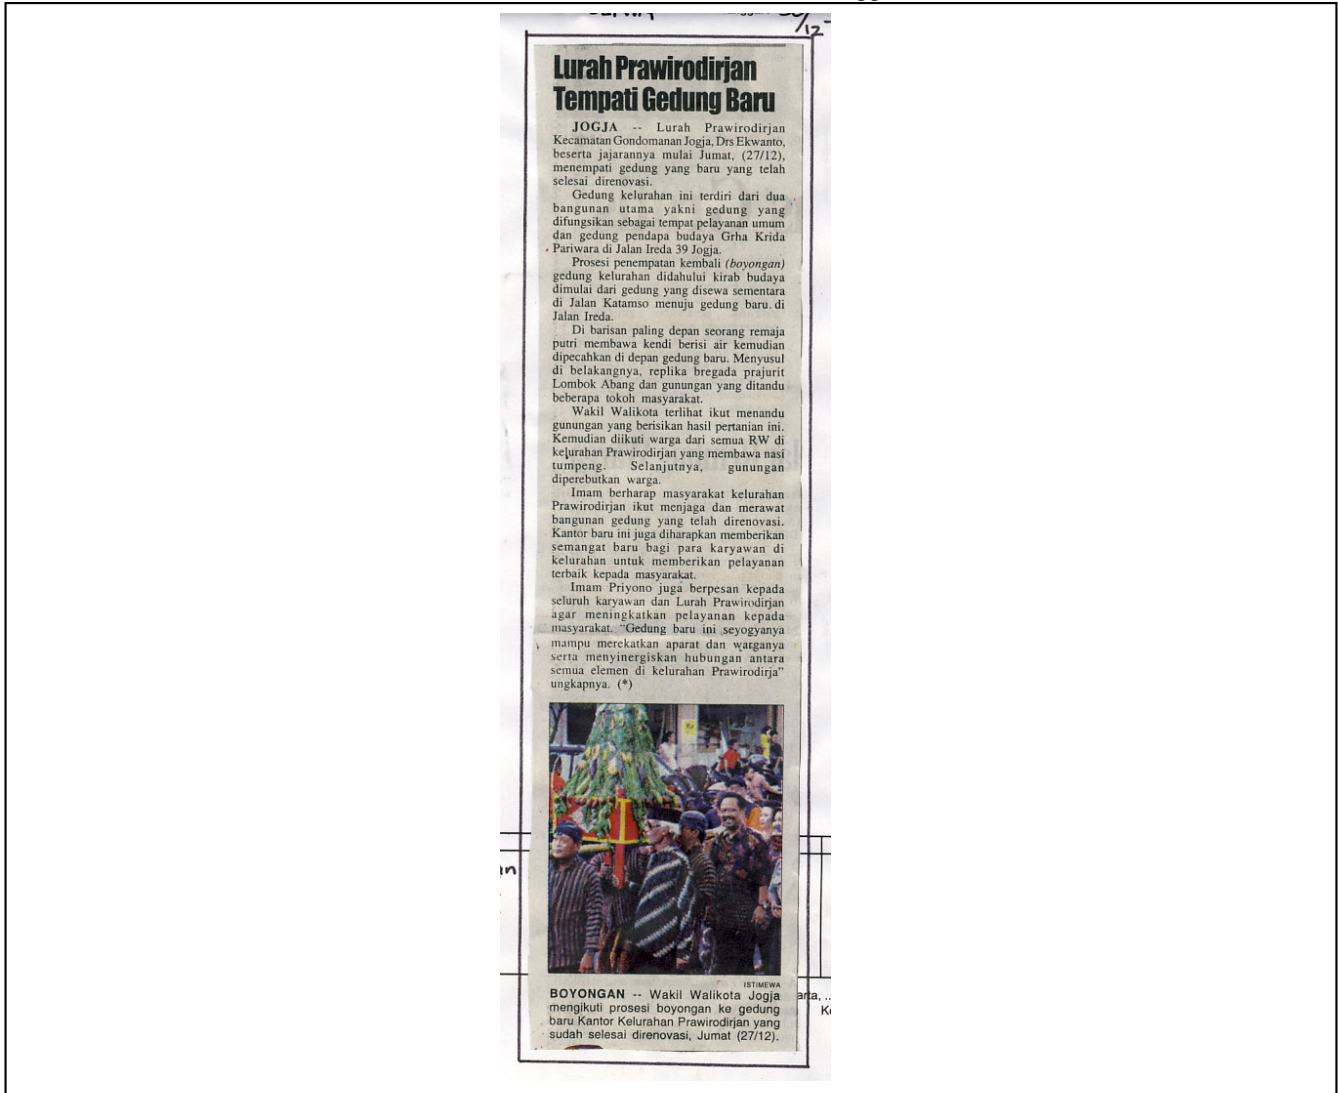 12
Lurah Prawirodirjan
Tempati Gedung Baru
JOGJA -- Lurah Prawirodirjan
Kecamatan Gondomanan Jogja, Drs Ekwanto,
beserta jajarannya mulai Jumat, (27/12),
menempati gedung yang baru yang telah
selesai direnovasi.
Gedung kelurahan ini terdiri dari dua
bangunan utama yakni gedung yang
difungsikan sebagai tempat pelayanan umum
dan gedung pendapa budaya Grha Krida
Pariwara di Jalan Ireda 39 Jogja.
Prosesi penempatan kembali (boyongan)
gedung kelurahan didahului kirab budaya
dimulai dari gedung yang disewa sementara
di Jalan Katamso menuju gedung baru di
Jalan Ireda.
Di barisan paling depan seorang remaja
putri membawa kendi berisi air kemudian
dipecahkan di depan gedung baru. Menyusul
di belakangnya, replika bregada prajurit
Lombok Abang dan gunungan yang ditandu
beberapa tokoh masyarakat.
Wakil Walikota terlihat ikut menandu
gunungan yang berisikan hasil pertanian ini.
Kemudian diikuti warga dari semua RW di
kelurahan Prawirodirjan yang membawa nasi
tumpeng. Selanjutnya, gunungan
diperebutkan warga.
Imam berharap masyarakat kelurahan
Prawirodirjan ikut menjaga dan merawat
bangunan gedung yang telah direnovasi.
Kantor baru ini juga diharapkan memberikan
semangat baru bagi para karyawan di
kelurahan untuk memberikan pelayanan
terbaik kepada masyarakat.
Imam Priyono juga berpesan kepada
seluruh karyawan dan Lurah Prawirodirjan
agar meningkatkan pelayanan kepada
masyarakat. "Gedung baru ini seyogyanya
mampu merekatkan aparat dan warganya
serta menyinergiskan hubungan antara
semua elemen di kelurahan Prawirodirja"
ungkapnya. (*)
an
ISTIMEWA
BOYONGAN -- Wakil Walikota Jogja
mengikuti prosesi boyongan ke gedung
baru Kantor Kelurahan Prawirodirjan yang
sudah selesai direnovasi, Jumat (27/12).
arta, ..
K